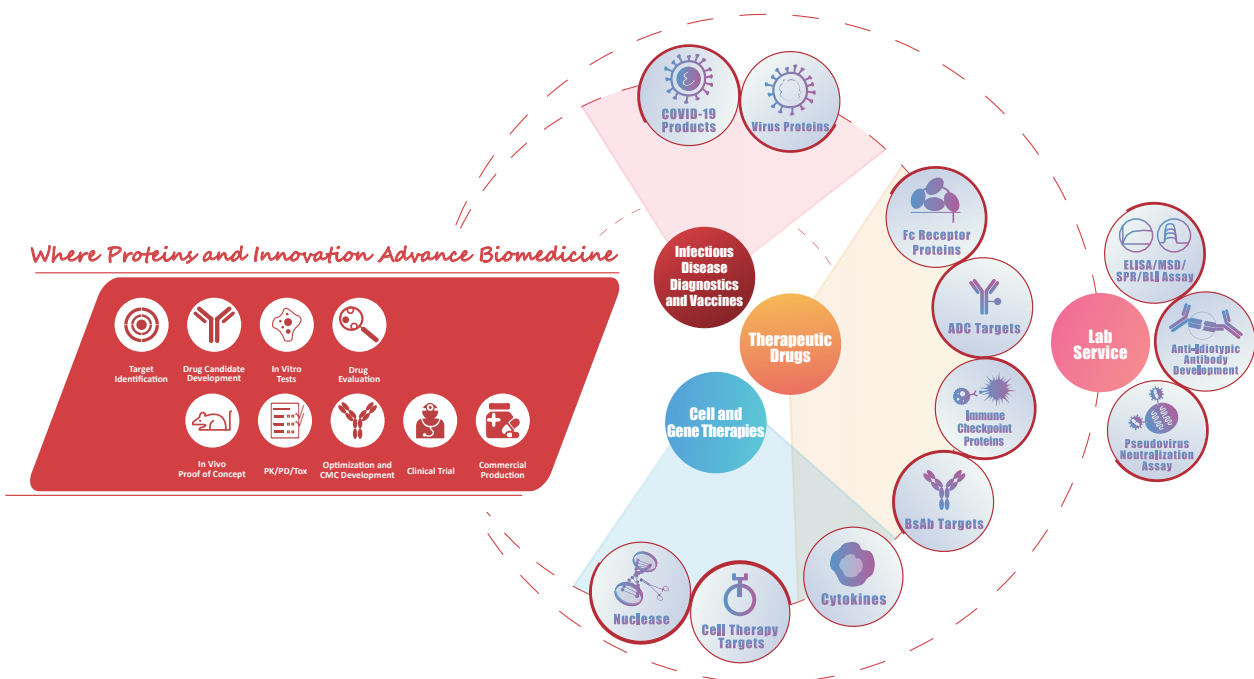 Where Proteins and Innovation Advance Biomedicine
Target
Identification
Drug Candidate
Development
In Vitro
Tests
Drug
Evaluation
In Vivo
Proof of Concept
PK/PD/Tox
Optimization and
CMC Development
Clinical Trial
Commercial
Production
COVID-19
Products
Virus Proteins
Infectious
Disease
Diagnostics
and Vaccines
Therapeutic
Drugs
Cell and
Gene Therapies
Fc Receptor
Proteins
ADC Targets
Immune
Checkpoint
Proteins
BsAb Targets
Cytokines
Cell Therapy
Targets
Nuclease
Lab
Service
ELISA/MSD/
SPR/BLI Assay
Anti-Idiotypic
Antibody
Development
Pseudovirus
Neutralization
Assay